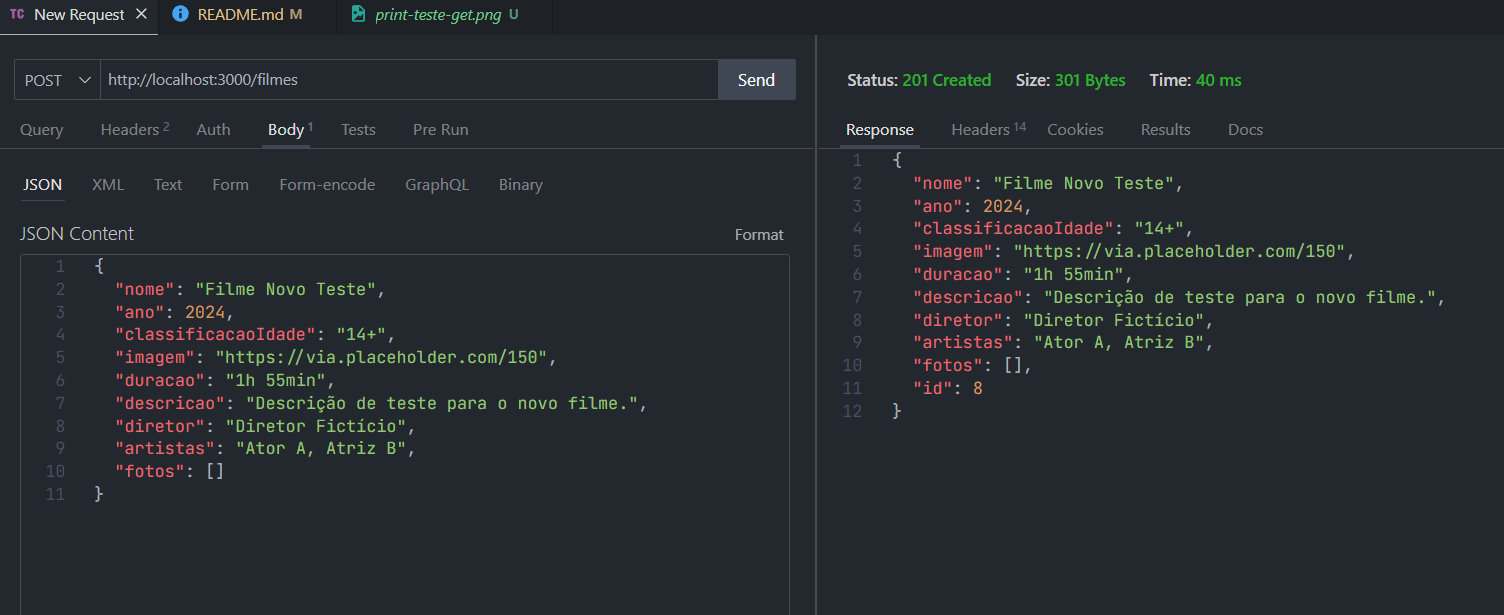 TC New Request README.md M print-teste-get.png U
POST http://localhost:3000/filmes Send
Query Headers 2 Auth Body 1 Tests Pre Run
JSON XML Text Form Form-encode GraphQL Binary
JSON Content Format
1 {
2 "nome": "Filme Novo Teste",
3 "ano": 2024,
4 "classificacaoIdade": "14+",
5 "imagem": "https://via.placeholder.com/150",
6 "duracao": "1h 55min",
7 "descricao": "Descrição de teste para o novo filme.",
8 "diretor": "Diretor Fictício",
9 "artistas": "Ator A, Atriz B",
10 "fotos": []
11 }
Status: 201 Created Size: 301 Bytes Time: 40 ms
Response Headers 14 Cookies Results Docs
1 {
2 "nome": "Filme Novo Teste",
3 "ano": 2024,
4 "classificacaoIdade": "14+",
5 "imagem": "https://via.placeholder.com/150",
6 "duracao": "1h 55min",
7 "descricao": "Descrição de teste para o novo filme.",
8 "diretor": "Diretor Fictício",
9 "artistas": "Ator A, Atriz B",
10 "fotos": [],
11 "id": 8
12 }